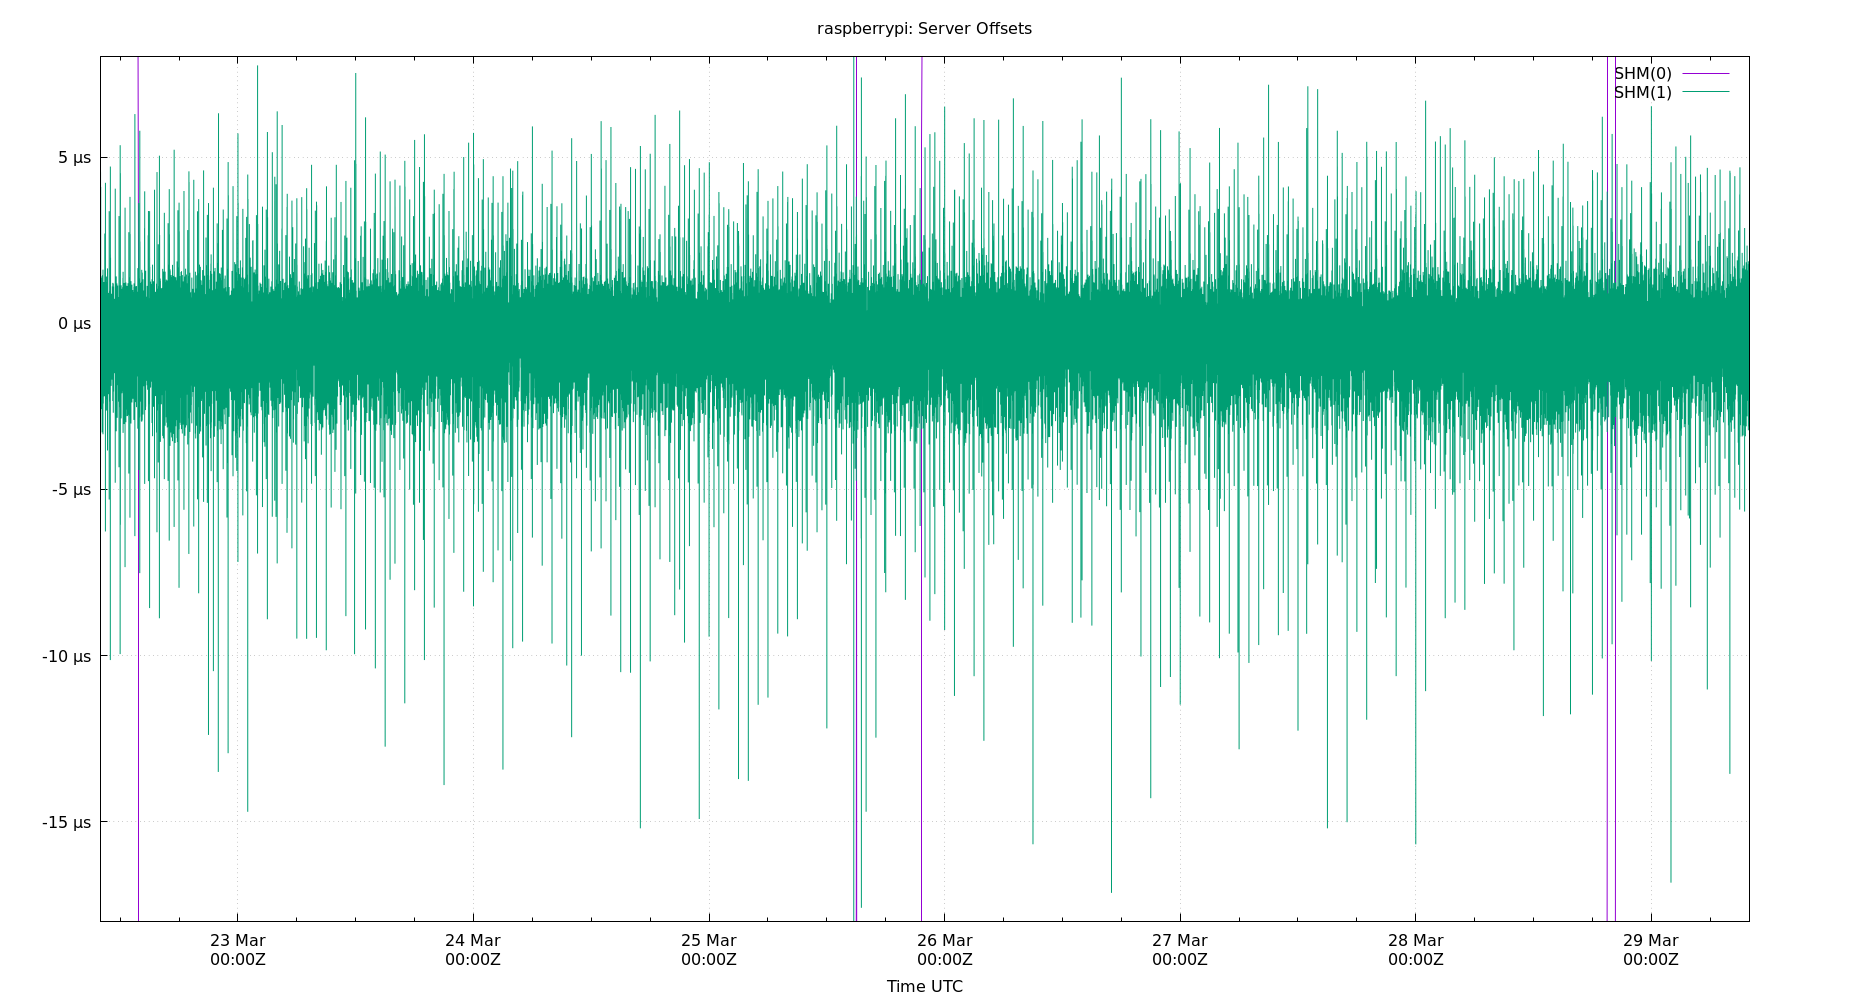 raspberrypi: Server Offsets
SHM(0)
SHM(1)
5 µs
0 µs
-5 µs
-10 µs
-15 µs
23 Mar
00:00Z
24 Mar
00:00Z
25 Mar
00:00Z
26 Mar
00:00Z
27 Mar
00:00Z
28 Mar
00:00Z
29 Mar
00:00Z
Time UTC